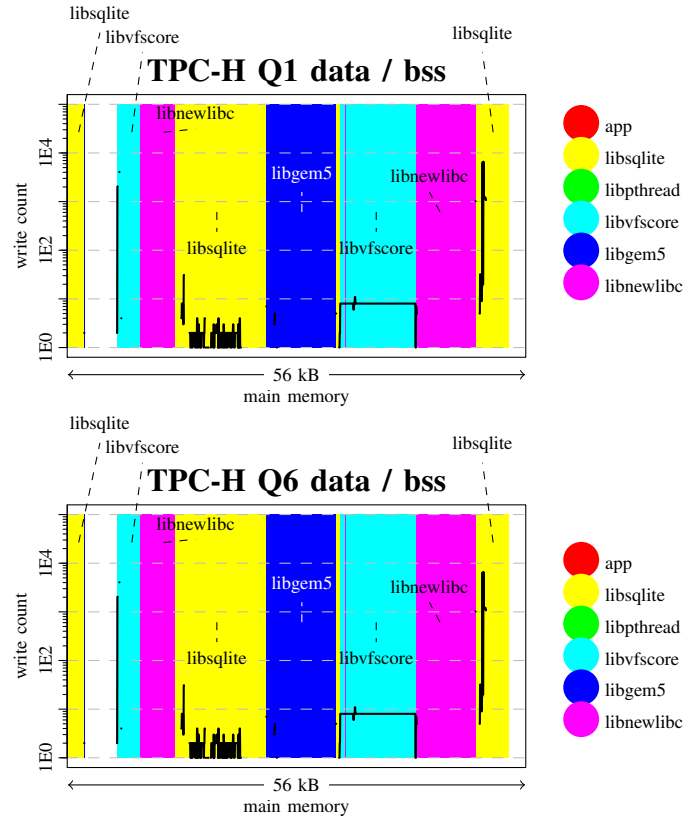 libsqlite
libvfscore
libsqlite
TPC-H Q1 data / bss
libnewlibc
libgem5
libnewlibc
libsqlite
libvfscore
write count
1E4
1E2
1E0
56 kB
main memory
app
libsqlite
libpthread
libvfscore
libgem5
libnewlibc
libsqlite
libvfscore
libsqlite
TPC-H Q6 data / bss
libnewlibc
libgem5
libnewlibc
libsqlite
libvfscore
write count
1E4
1E2
1E0
56 kB
main memory
app
libsqlite
libpthread
libvfscore
libgem5
libnewlibc